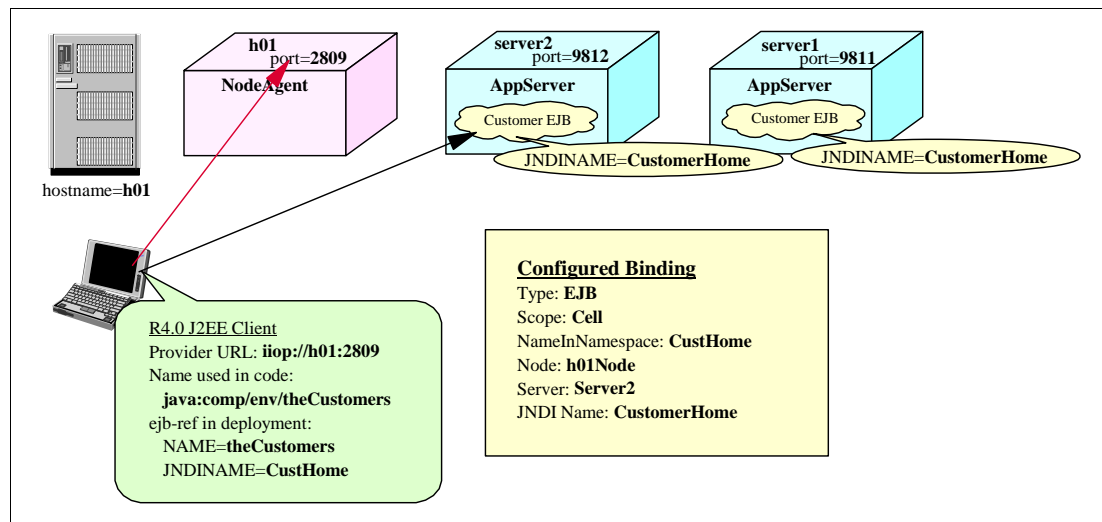 h01
port=2809
NodeAgent
server2
port=9812
AppServer
Customer EJB
JNDINAME=CustomerHome
server1
port=9811
AppServer
Customer EJB
JNDINAME=CustomerHome
hostname=h01
R4.0 J2EE Client
Provider URL: iiop://h01:2809
Name used in code:
java:comp/env/theCustomers
ejb-ref in deployment:
NAME=theCustomers
JNDINAME=CustHome
Configured Binding
Type: EJB
Scope: Cell
NameInNamespace: CustHome
Node: h01Node
Server: Server2
JNDI Name: CustomerHome